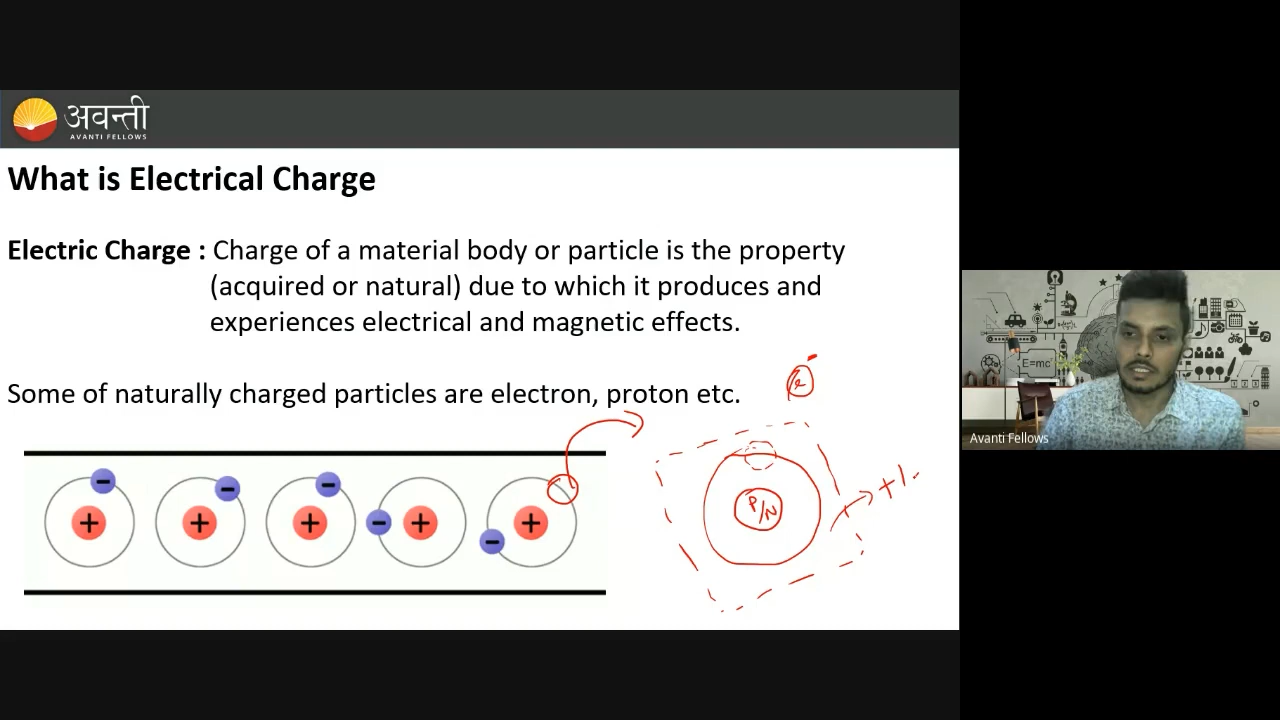 अवन्ती
AVANTI FELLOWS
What is Electrical Charge
Electric Charge : Charge of a material body or particle is the property
(acquired or natural) due to which it produces and
experiences electrical and magnetic effects.
Some of naturally charged particles are electron, proton etc.
e-
P/N
+1.
+ - + - + - - + - +
E=mc²
Avanti Fellows